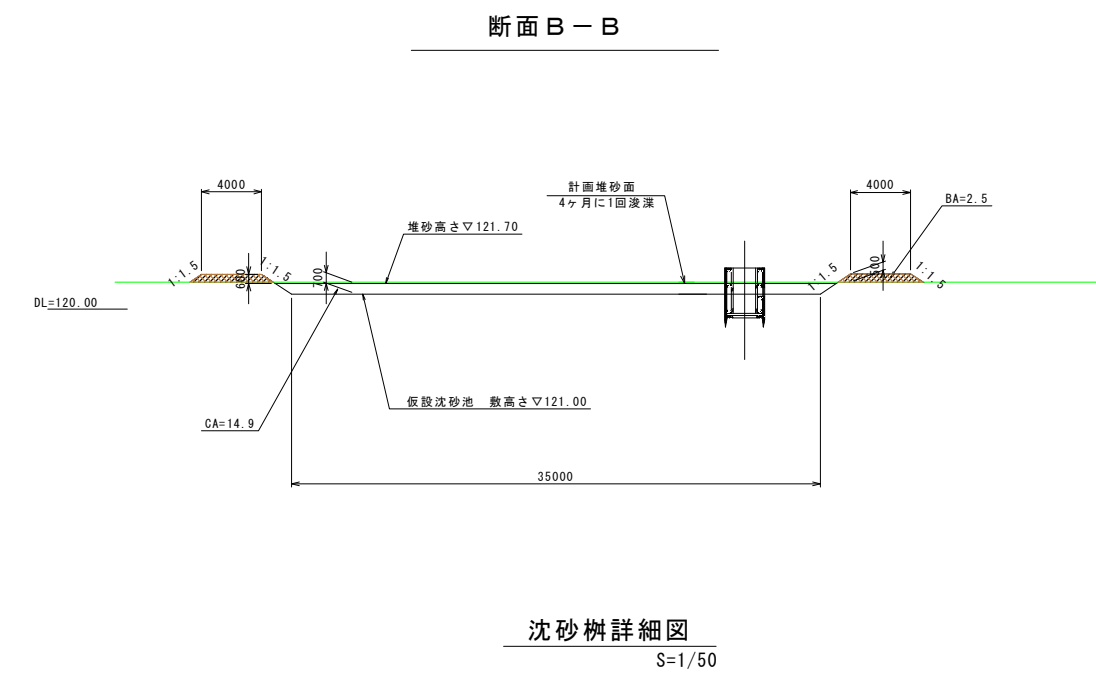 断面B－B
4000
計画堆砂面
4ヶ月に1回浚渫
4000
BA=2.5
堆砂高さ▽121.70
1:1.5
600
1:1.5
700
1:1.5
500
1:1.5
DL=120.00
仮設沈砂池　敷高さ▽121.00
CA=14.9
35000
沈砂桝詳細図
S=1/50